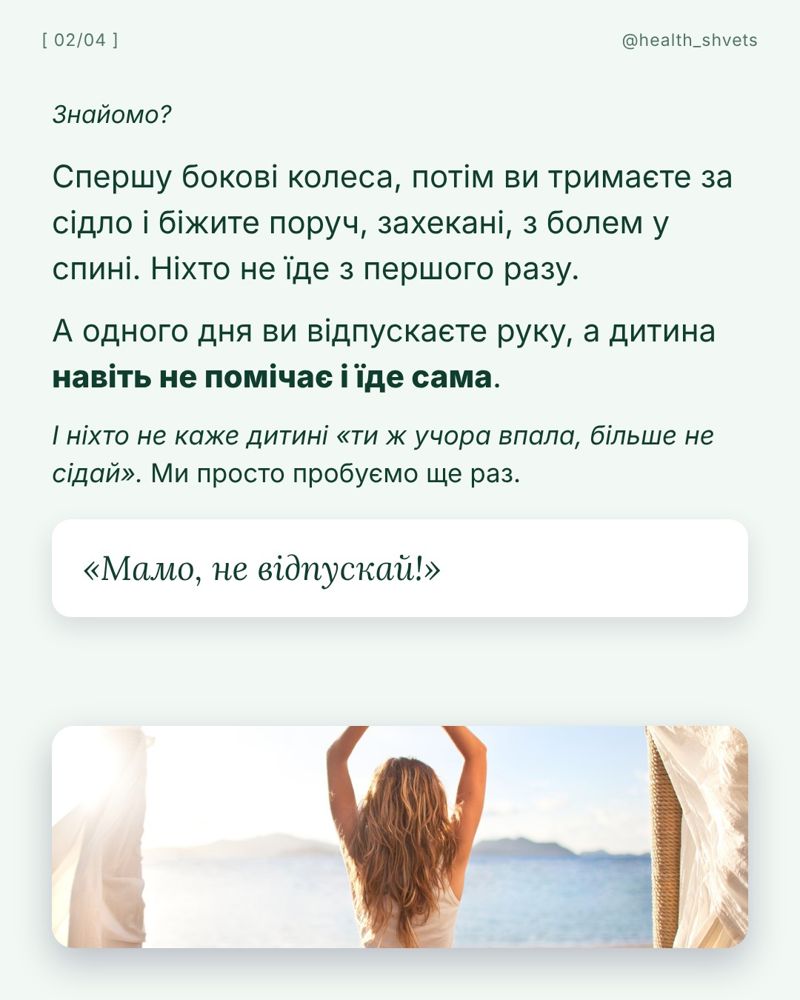 [ 02/04 ]
@health_shvets
Знайомо?
Спершу бокові колеса, потім ви тримаєте за
сідло і біжите поруч, захекані, з болем у
спині. Ніхто не їде з першого разу.
А одного дня ви відпускаєте руку, а дитина
навіть не помічає і їде сама.
І ніхто не каже дитині «ти ж учора впала, більше не
сідай». Ми просто пробуємо ще раз.
«Мамо, не відпускай!»